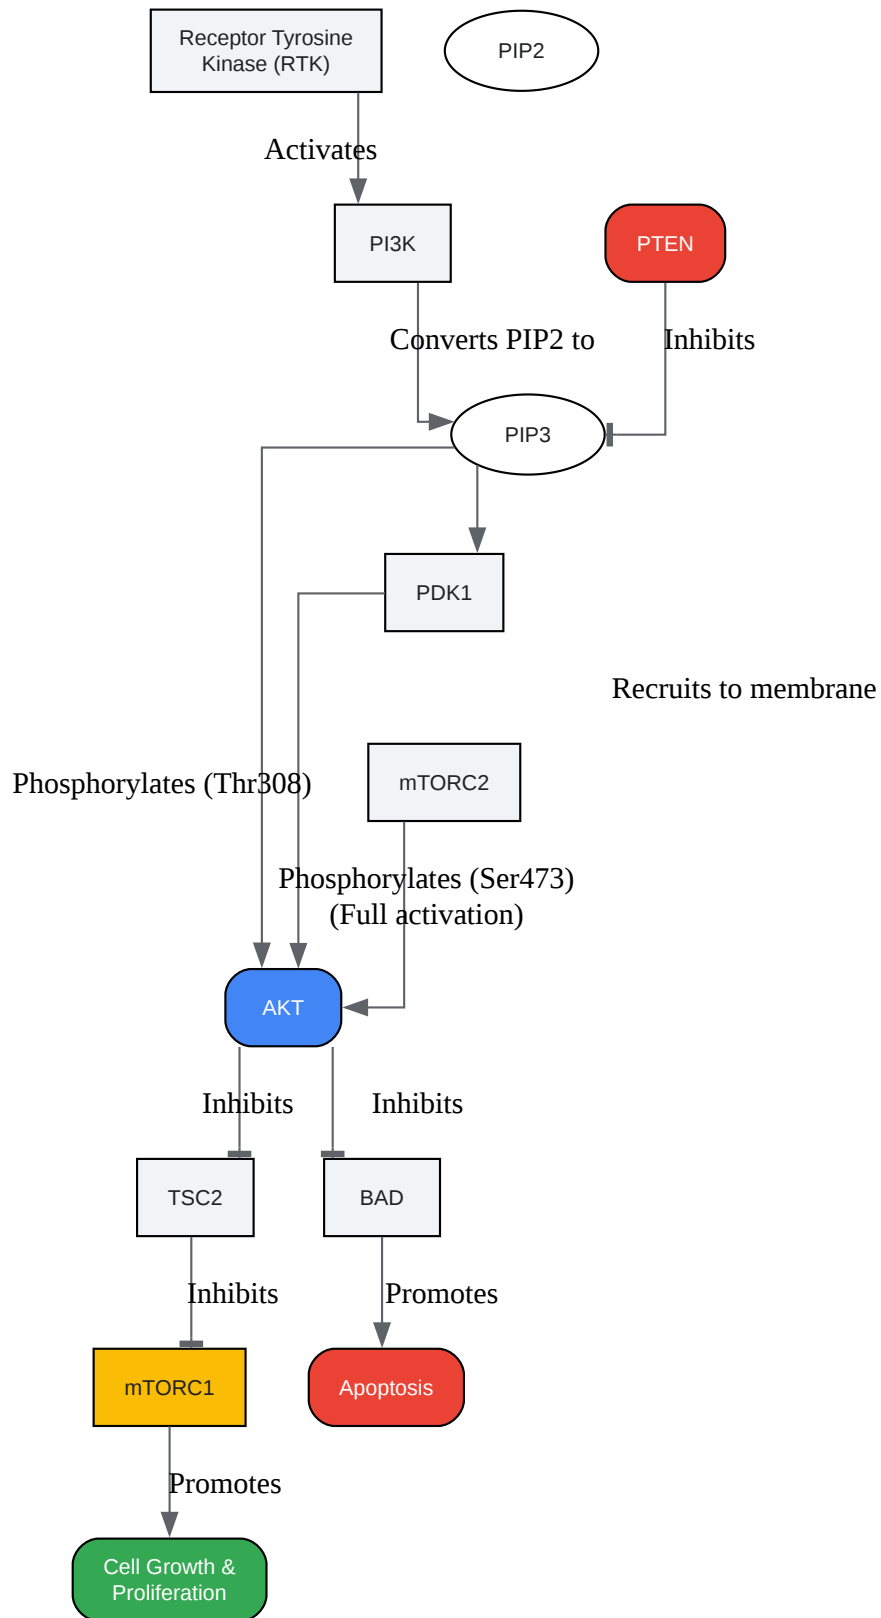 Receptor Tyrosine
Kinase (RTK)
PIP2
Activates
PI3K
PTEN
Converts PIP2 to
Inhibits
PIP3
PDK1
Recruits to membrane
Phosphorylates (Thr308)
mTORC2
Phosphorylates (Ser473)
(Full activation)
AKT
Inhibits
Inhibits
TSC2
BAD
Inhibits
Promotes
mTORC1
Apoptosis
Promotes
Cell Growth &
Proliferation